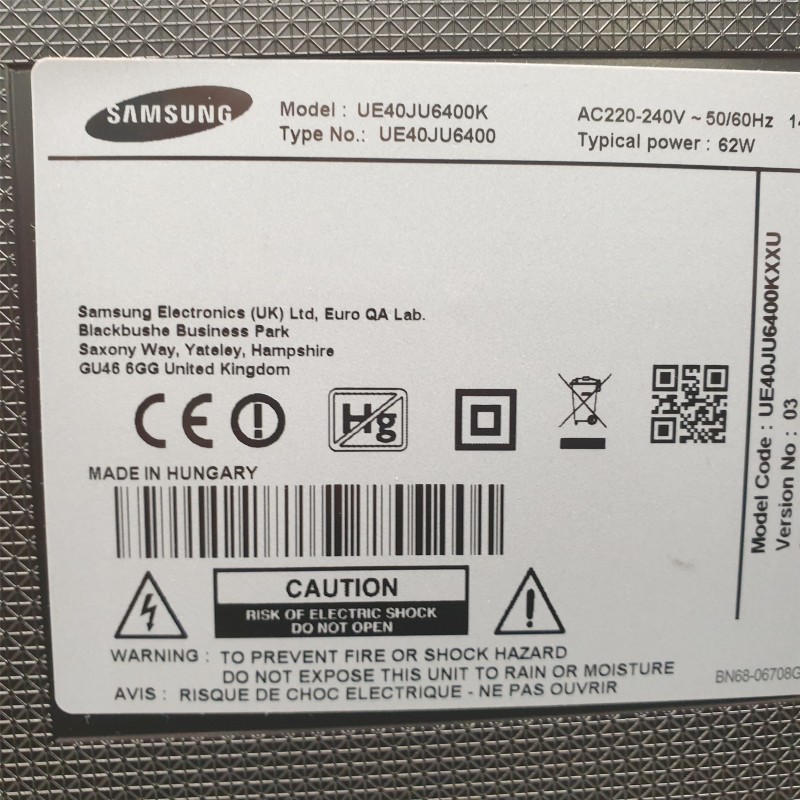 SAMSUNG
Model : UE40JU6400K
Type No.: UE40JU6400
AC220-240V ~ 50/60Hz
Typical power : 62W
Samsung Electronics (UK) Ltd, Euro QA Lab.
Blackbushe Business Park
Saxony Way, Yateley, Hampshire
GU46 6GG United Kingdom
CE
Hg
MADE IN HUNGARY
CAUTION
RISK OF ELECTRIC SHOCK
DO NOT OPEN
WARNING : TO PREVENT FIRE OR SHOCK HAZARD
DO NOT EXPOSE THIS UNIT TO RAIN OR MOISTURE
AVIS : RISQUE DE CHOC ELECTRIQUE - NE PAS OUVRIR
Model Code : UE40JU6400KXXU
Version No : 03
BN68-06708G